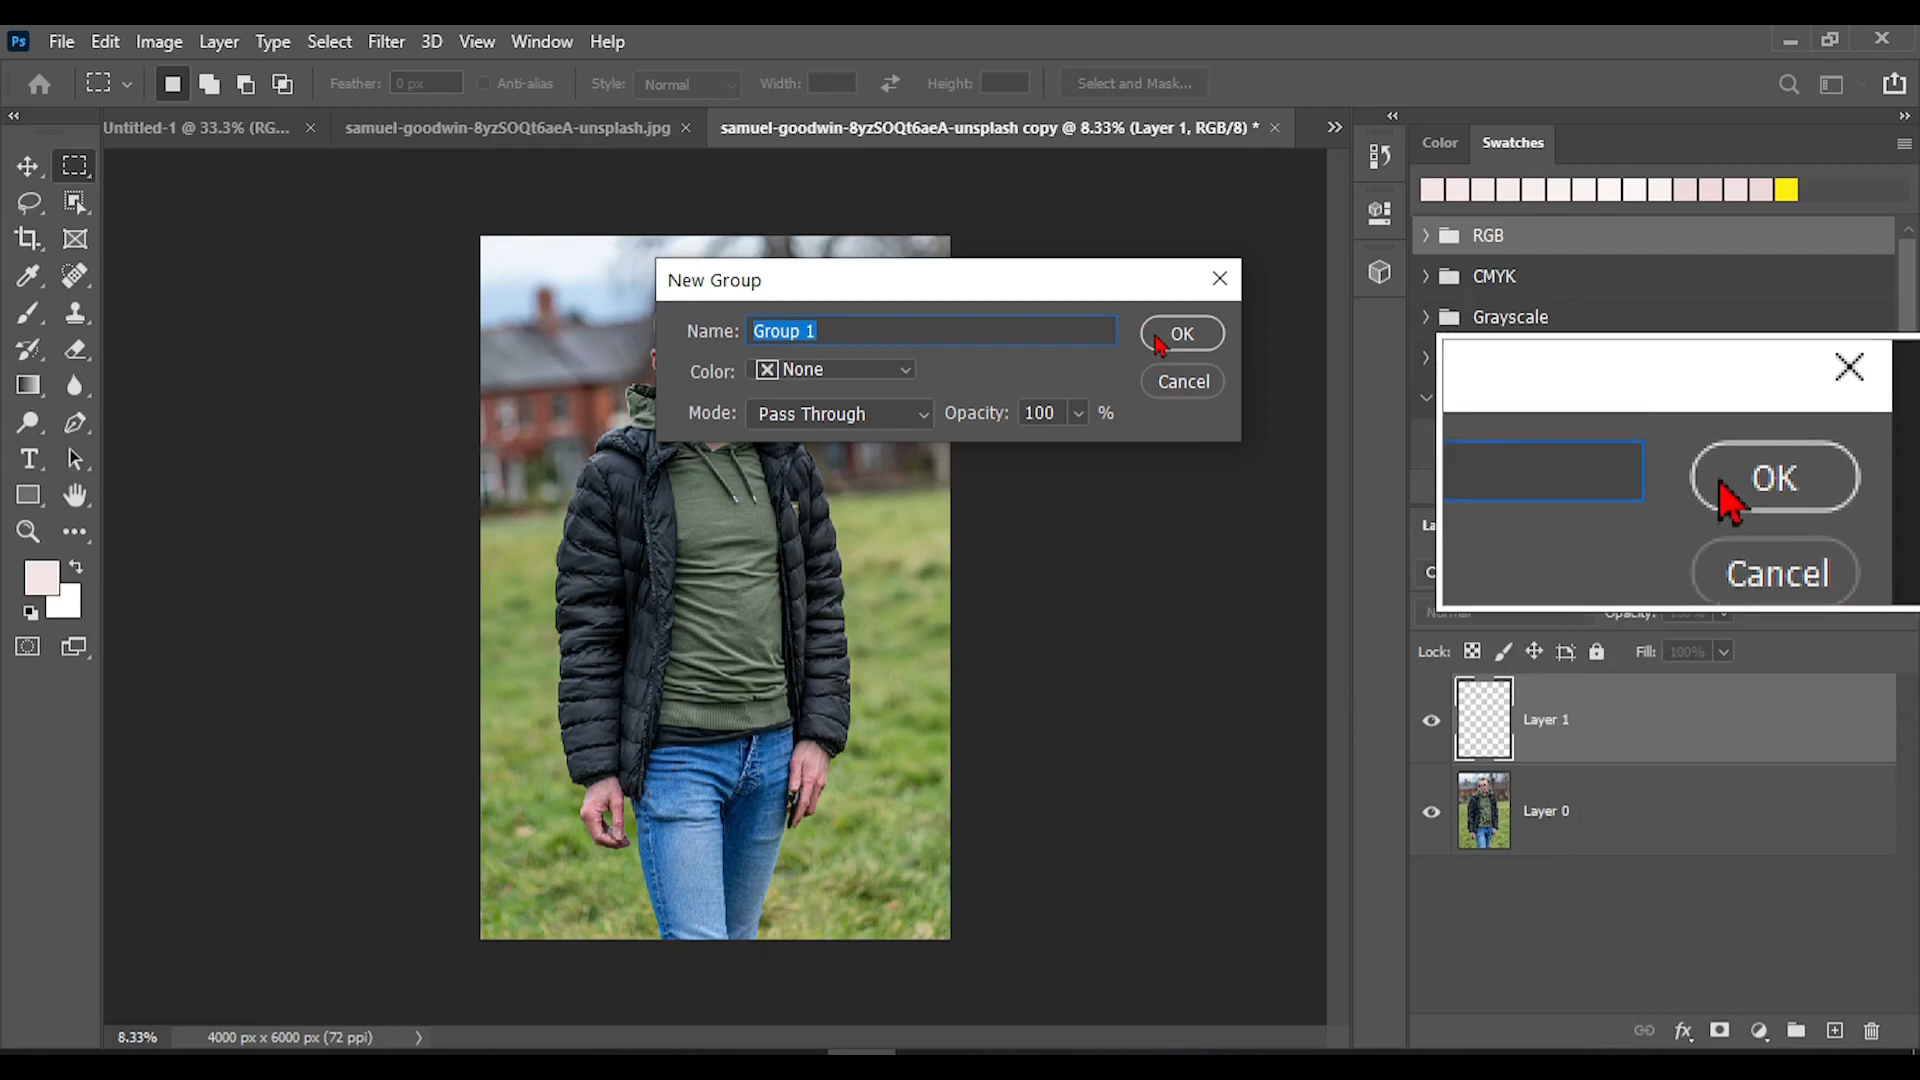 Ps File Edit Image Layer Type Select Filter 3D View Window Help
Feather: 0 px Anti-alias Style: Normal Width: Height: Select and Mask...
Untitled-1 @ 33.3% (RG... samuel-goodwin-8yzSOQt6aeA-unsplash.jpg samuel-goodwin-8yzSOQt6aeA-unsplash copy @ 8.33% (Layer 1, RGB/8) *
Color Swatches
RGB
CMYK
Grayscale
New Group
Name: Group 1 OK
Color: None Cancel
Mode: Pass Through Opacity: 100 %
OK
Cancel
Normal Opacity: 100%
Lock: Fill: 100%
Layer 1
Layer 0
fx
8.33% 4000 px x 6000 px (72 ppi)